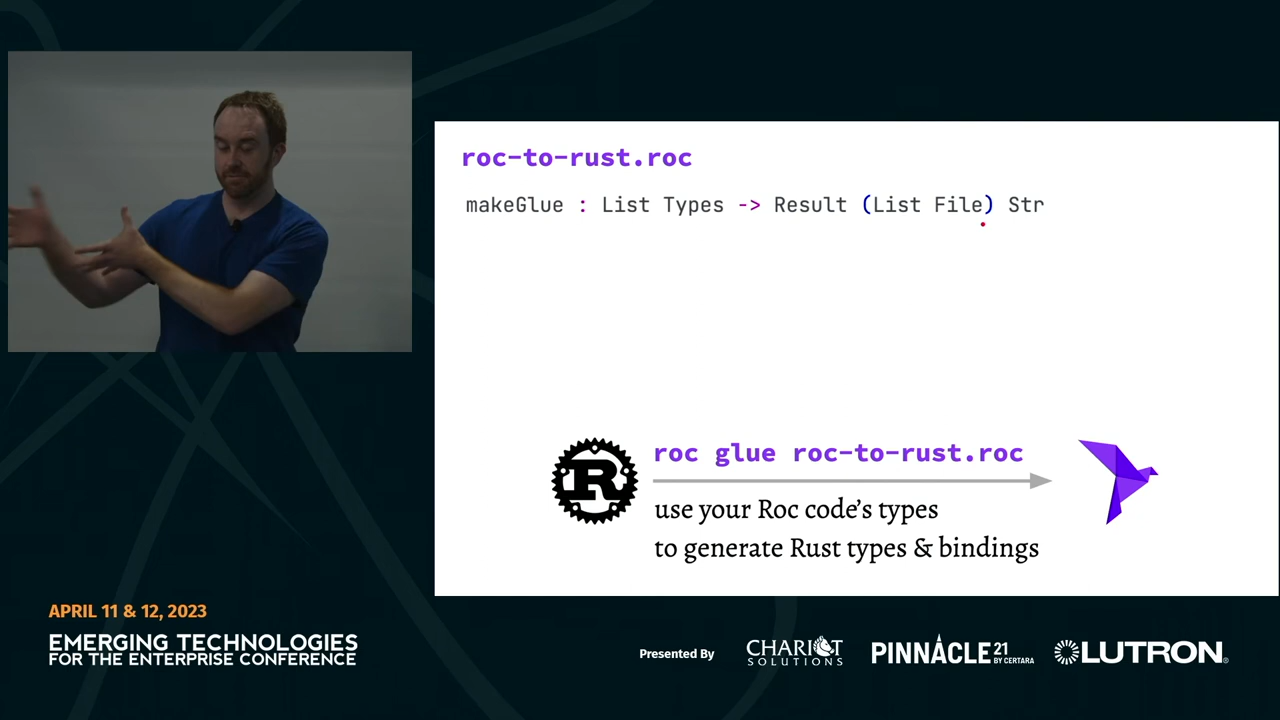 roc-to-rust.roc
makeGlue : List Types -> Result (List File) Str
R
roc glue roc-to-rust.roc
use your Roc code’s types
to generate Rust types & bindings
APRIL 11 & 12, 2023
EMERGING TECHNOLOGIES
FOR THE ENTERPRISE CONFERENCE
Presented By
CHARIOT
SOLUTIONS
PINNACLE 21
BY CERTARA
LUTRON®